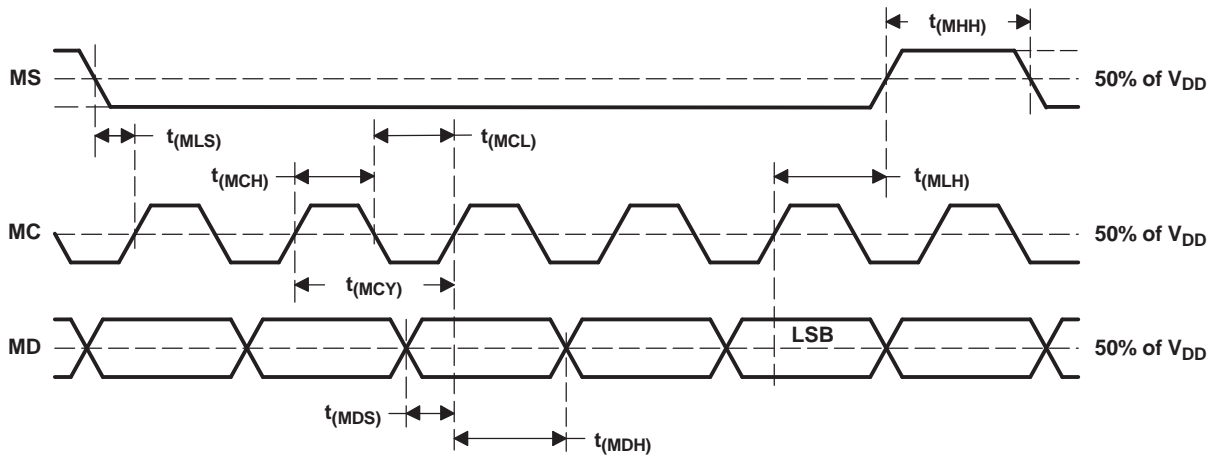 t(MHH)
MS
50% of VDD
t(MLS)
t(MCL)
t(MCH)
t(MLH)
MC
50% of VDD
t(MCY)
MD
LSB
50% of VDD
t(MDS)
t(MDH)